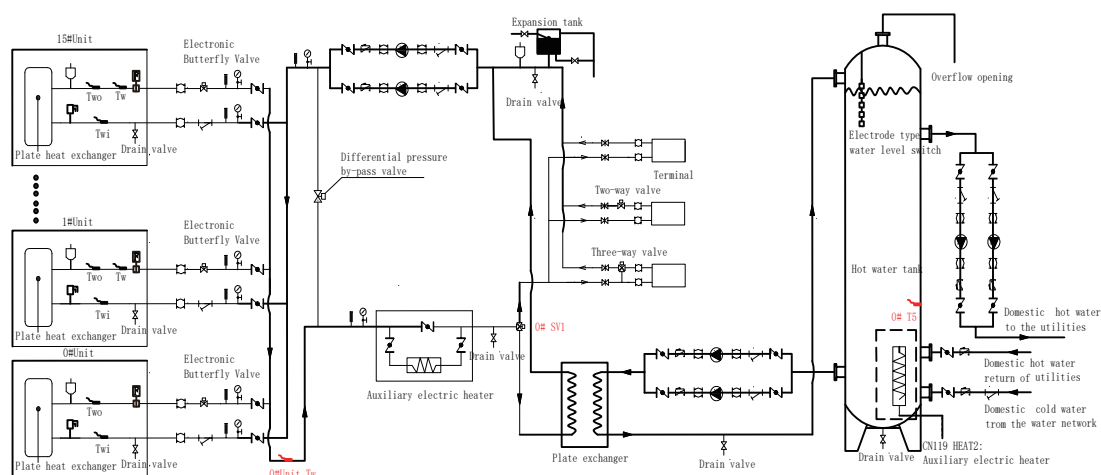 15#Unit
Two
Tw
Twi
Drain valve
Plate heat exchanger
Electronic
Butterfly Valve
1#Unit
Two
Tw
Twi
Drain valve
Plate heat exchanger
Electronic
Butterfly Valve
0#Unit
Two
Twi
Drain valve
Plate heat exchanger
Electronic
Butterfly Valve
0#Unit Tw
Differential pressure
by-pass valve
Auxiliary electric heater
Drain valve
0# SV1
Expansion tank
Drain valve
Terminal
Two-way valve
Three-way valve
Plate exchanger
Drain valve
Overflow opening
Electrode type
water level switch
Hot water tank
0# T5
Domestic hot water
to the utilities
Domestic hot water
return of utilities
Domestic cold water
trom the water network
CN119 HEAT2:
Auxiliary electric heater
Drain valve